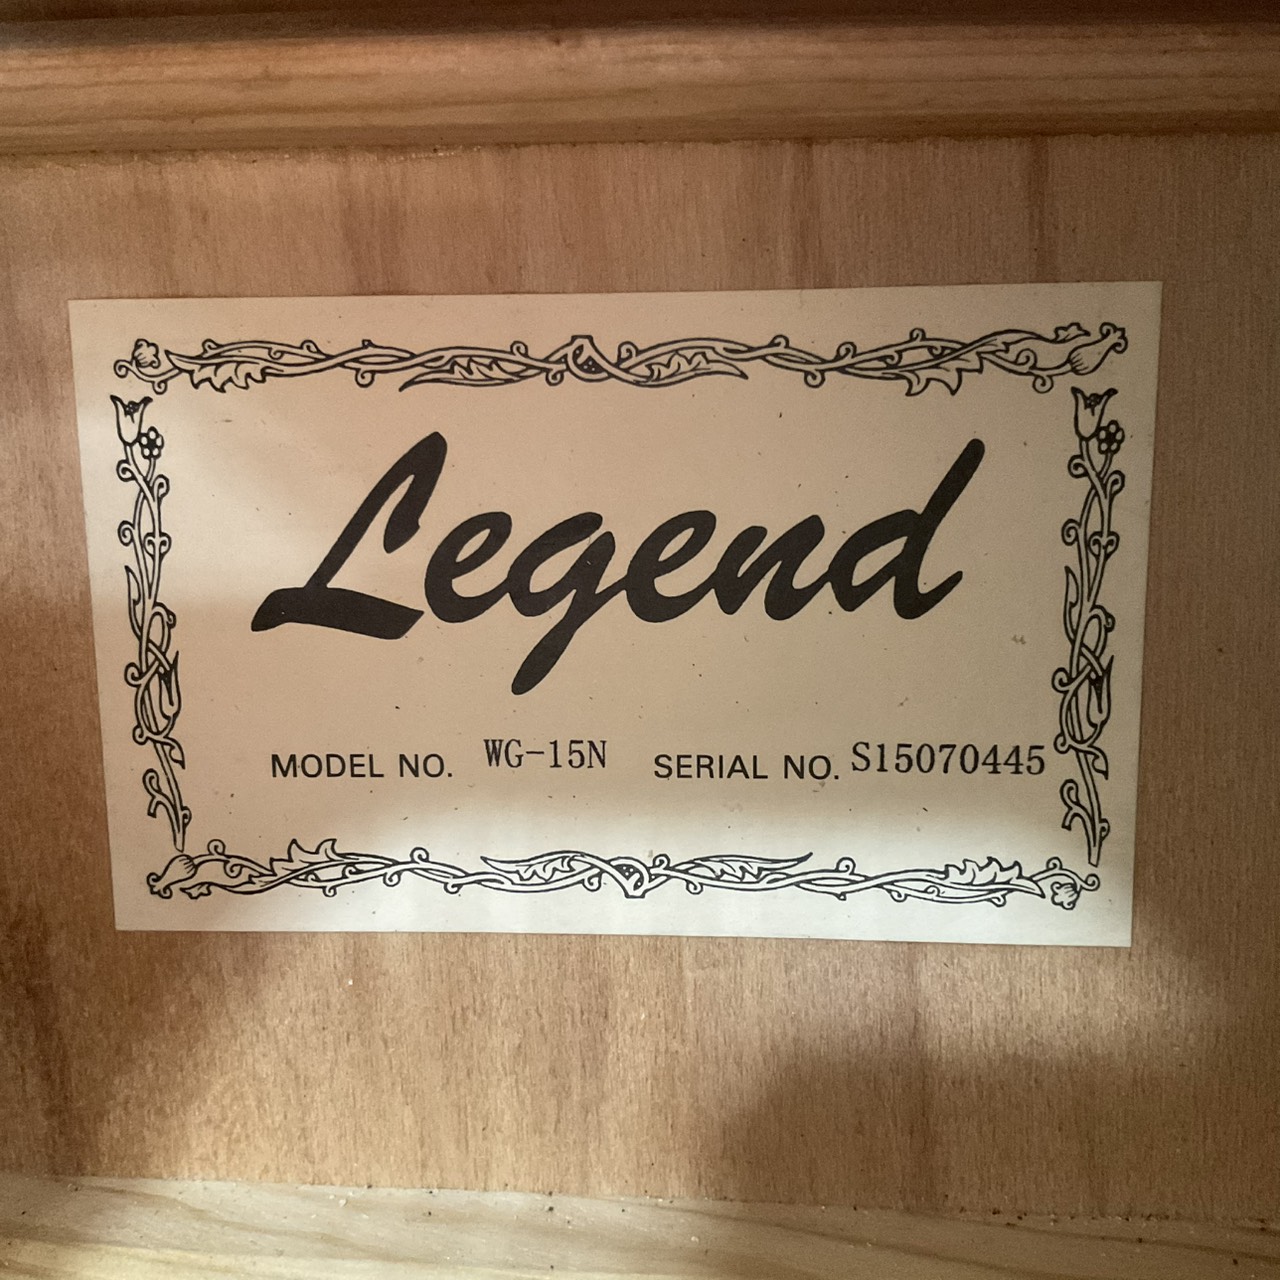 Legend
MODEL NO. WG-15N SERIAL NO. S15070445